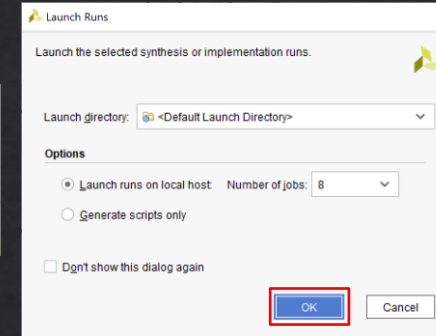 Launch Runs
Launch the selected synthesis or implementation runs.
Launch directory: <Default Launch Directory>
Options
Launch runs on local host: Number of jobs: 8
Generate scripts only
Don't show this dialog again
OK Cancel